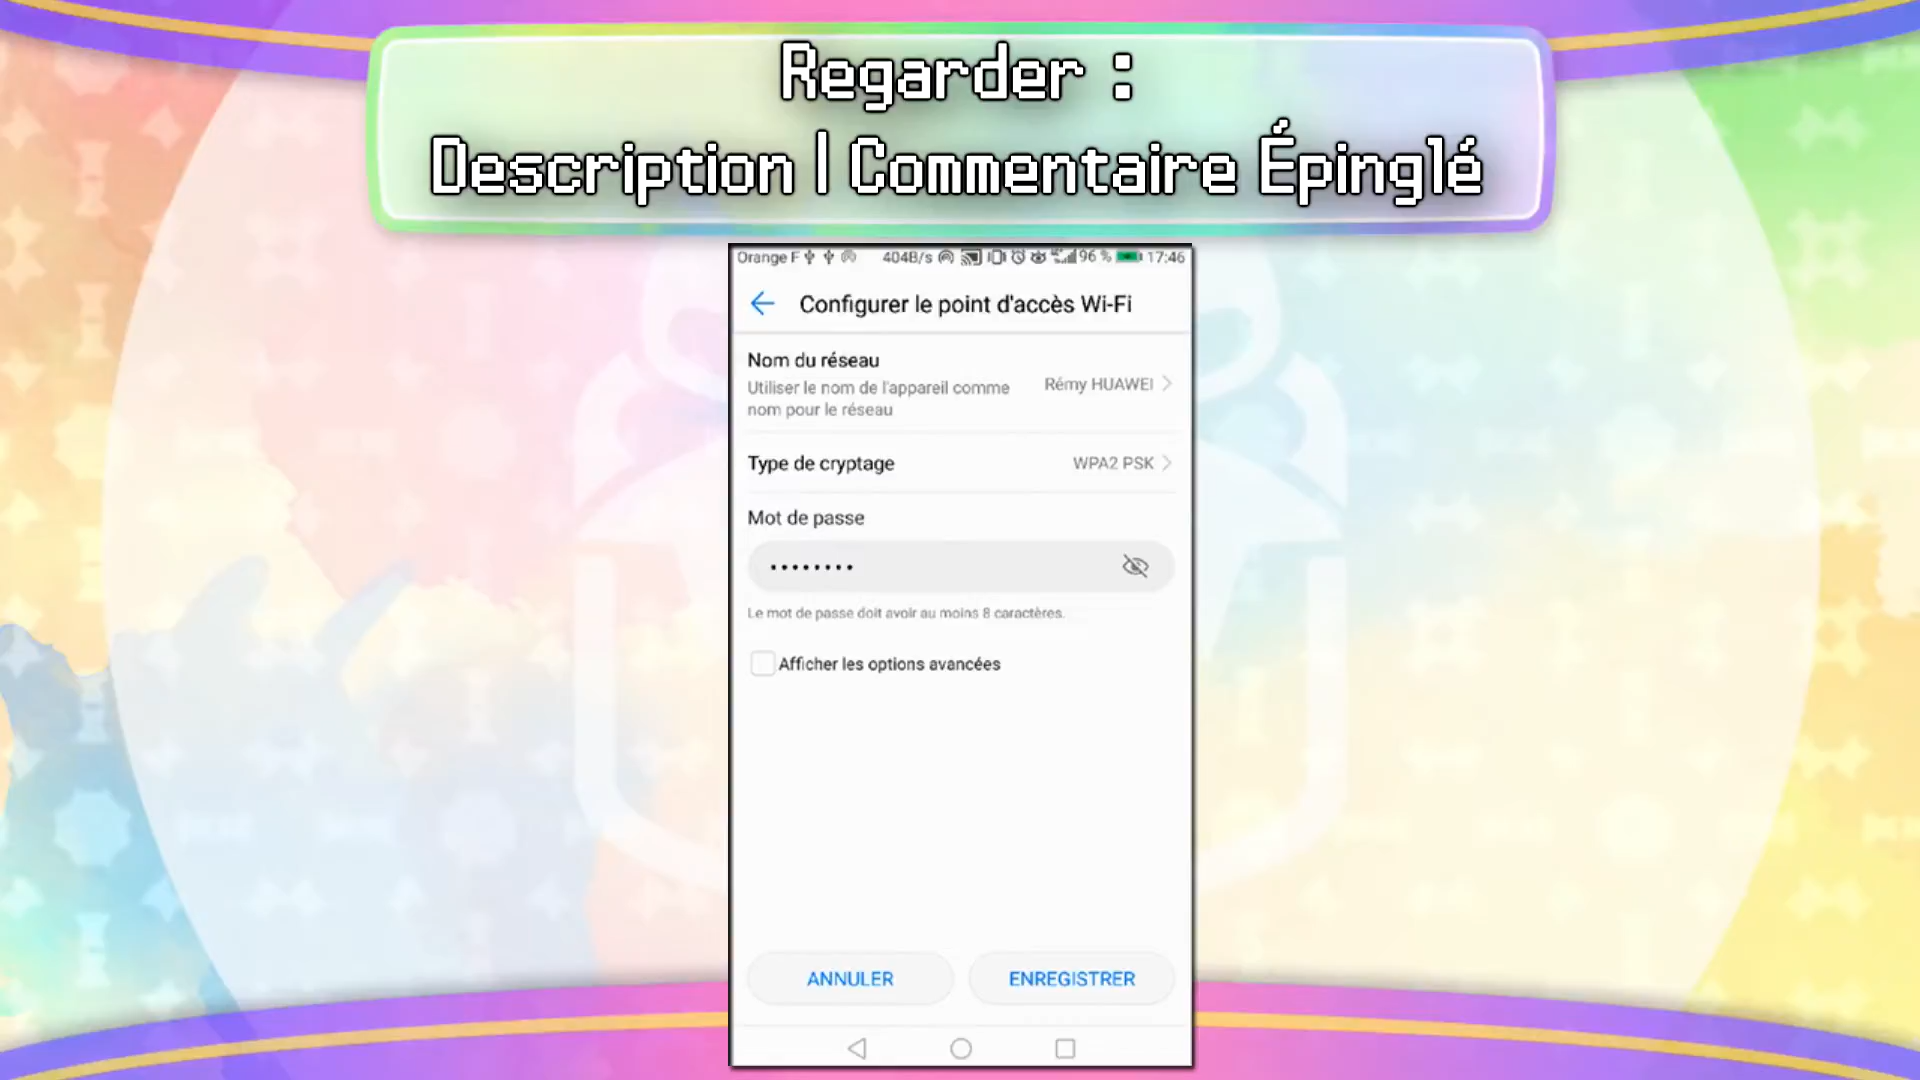 Regarder :
Description | Commentaire Épinglé
Orange F 404B/s 96 % 17:46
Configurer le point d'accès Wi-Fi
Nom du réseau
Utiliser le nom de l'appareil comme nom pour le réseau
Rémy HUAWEI
Type de cryptage WPA2 PSK
Mot de passe
••••••••
Le mot de passe doit avoir au moins 8 caractères.
Afficher les options avancées
ANNULER ENREGISTRER